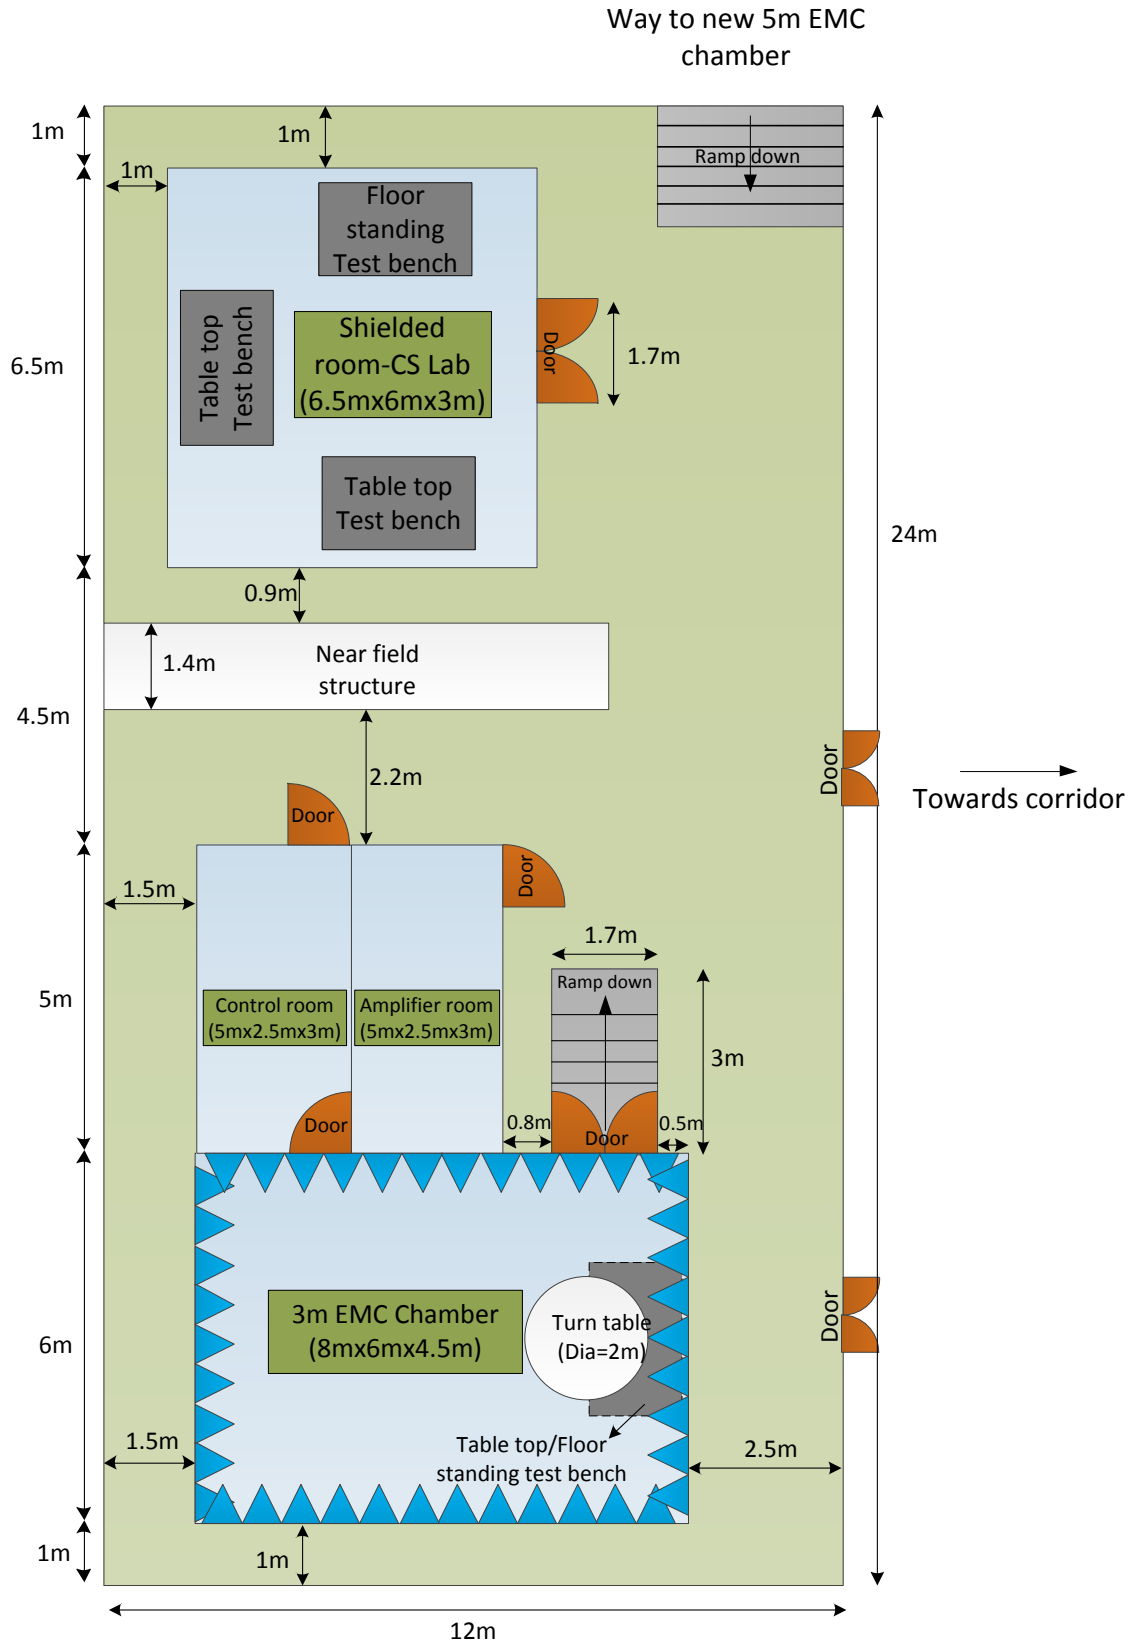 Way to new 5m EMC
chamber
1m
1m
1m
Ramp down
Floor
standing
Test bench
Table top
Test bench
Shielded
room-CS Lab
(6.5mx6mx3m)
Door
1.7m
6.5m
Table top
Test bench
24m
0.9m
Near field
structure
1.4m
4.5m
2.2m
Door
Towards corridor
Door
Door
1.5m
1.7m
Ramp down
Control room
(5mx2.5mx3m)
Amplifier room
(5mx2.5mx3m)
5m
3m
Door
0.8m
Door
0.5m
3m EMC Chamber
(8mx6mx4.5m)
Turn table
(Dia=2m)
Door
6m
Table top/Floor
standing test bench
1.5m
2.5m
1m
1m
12m